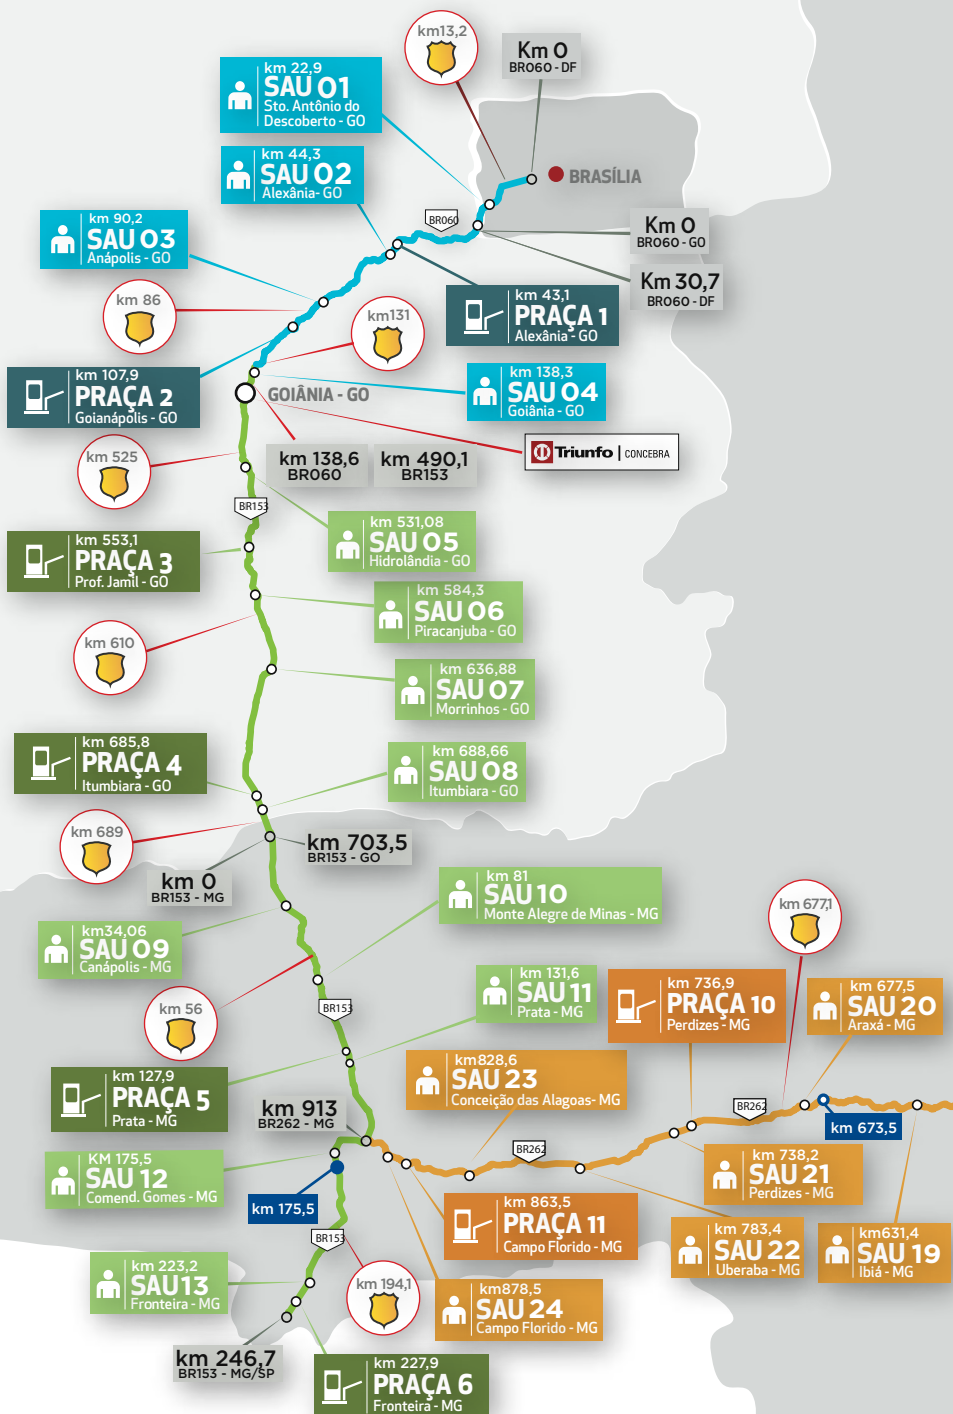 km13,2
Km 0
BR060 - DF
km 22,9
SAU 01
Sto. Antônio do
Descoberto - GO
km 44,3
SAU 02
Alexânia- GO
BRASÍLIA
BR060
km 90,2
SAU 03
Anápolis - GO
Km 0
BR060 - GO
Km 30,7
BR060 - DF
km 86
km 43,1
PRAÇA 1
Alexânia - GO
km131
km 107,9
PRAÇA 2
Goianápolis - GO
km 138,3
SAU 04
Goiânia - GO
GOIÂNIA - GO
Triunfo | CONCEBRA
km 525
km 138,6
BR060
km 490,1
BR153
BR153
km 531,08
SAU 05
Hidrolândia - GO
km 553,1
PRAÇA 3
Prof. Jamil - GO
km 584,3
SAU 06
Piracanjuba - GO
km 610
km 636,88
SAU 07
Morrinhos - GO
km 685,8
PRAÇA 4
Itumbiara - GO
km 688,66
SAU 08
Itumbiara - GO
km 689
km 703,5
BR153 - GO
km 0
BR153 - MG
km 81
SAU 10
Monte Alegre de Minas - MG
km 677,1
km34,06
SAU 09
Canápolis - MG
km 131,6
SAU 11
Prata - MG
km 736,9
PRAÇA 10
Perdizes - MG
km 677,5
SAU 20
Araxá - MG
km 56
BR153
km 127,9
PRAÇA 5
Prata - MG
km828,6
SAU 23
Conceição das Alagoas- MG
km 913
BR262 - MG
BR262
km 673,5
BR262
KM 175,5
SAU 12
Comend. Gomes - MG
km 738,2
SAU 21
Perdizes - MG
km 175,5
km 863,5
PRAÇA 11
Campo Florido - MG
km 783,4
SAU 22
Uberaba - MG
km631,4
SAU 19
Ibiá - MG
BR153
km 223,2
SAU13
Fronteira - MG
km 194,1
km878,5
SAU 24
Campo Florido - MG
km 246,7
BR153 - MG/SP
km 227,9
PRAÇA 6
Fronteira - MG